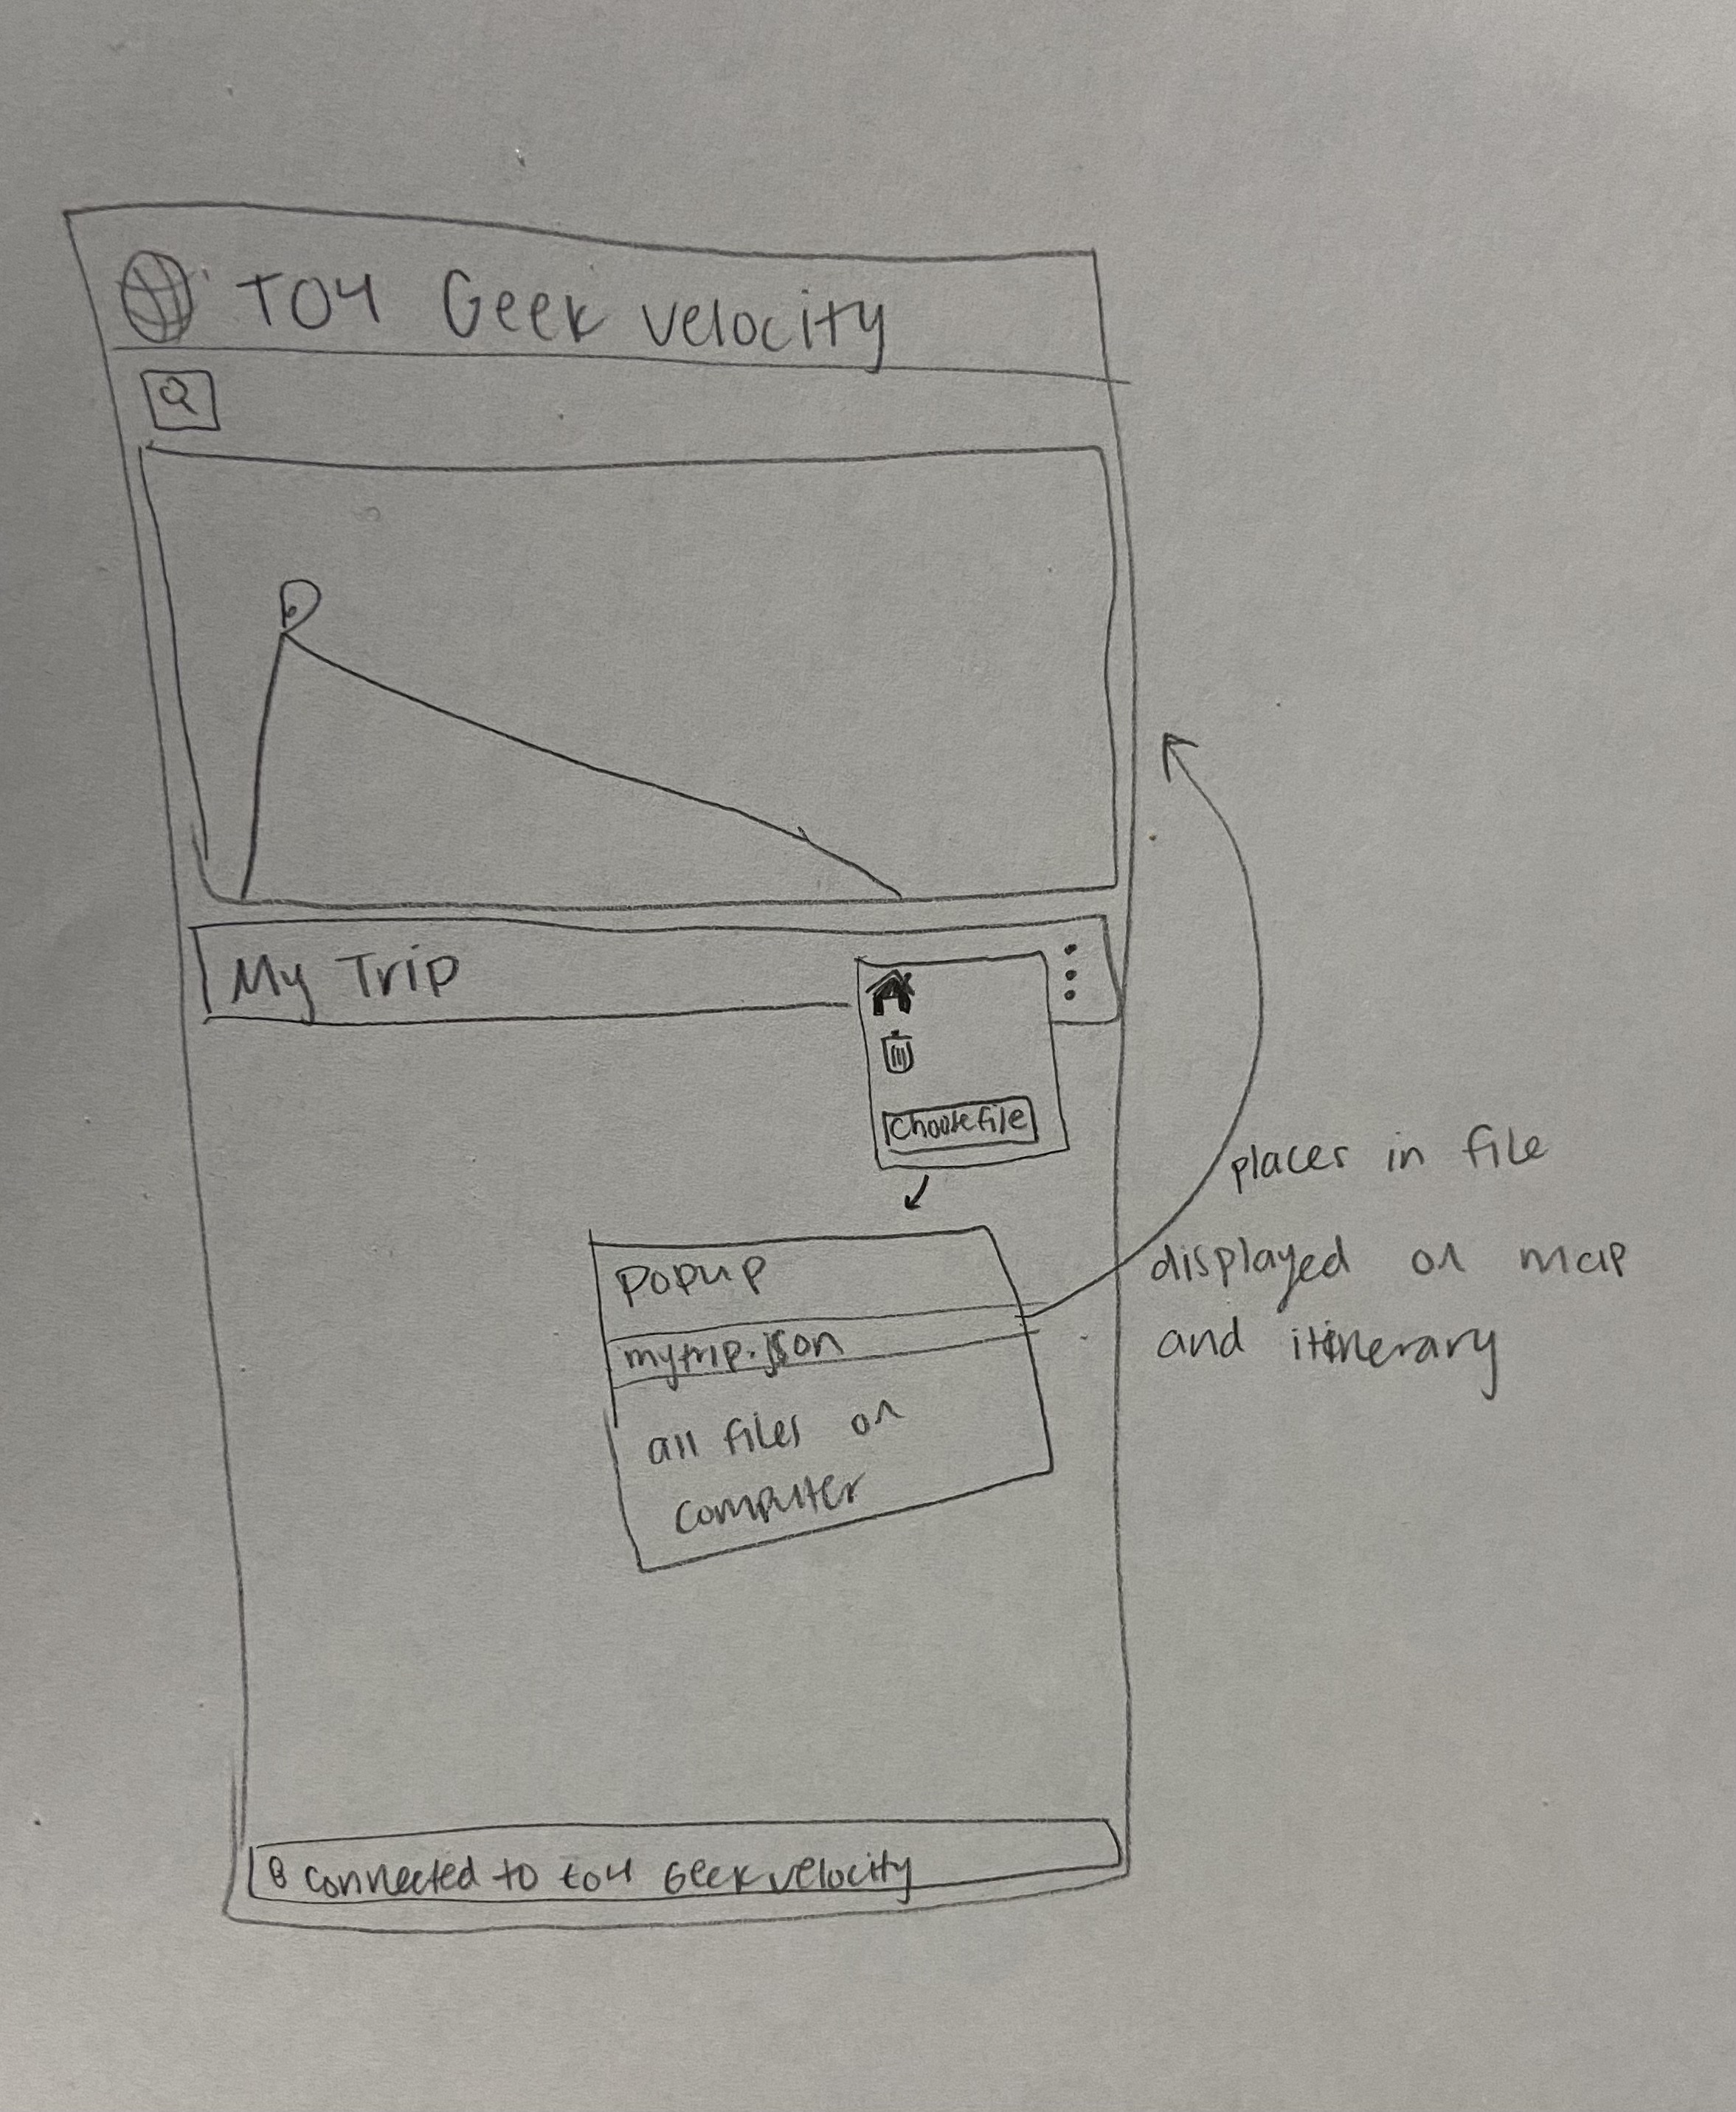 T04 Geek velocity
My Trip
Choose file
places in file
displayed on map
and itinerary
popup
mytrip.json
all files on
computer
connected to t04 Geek velocity